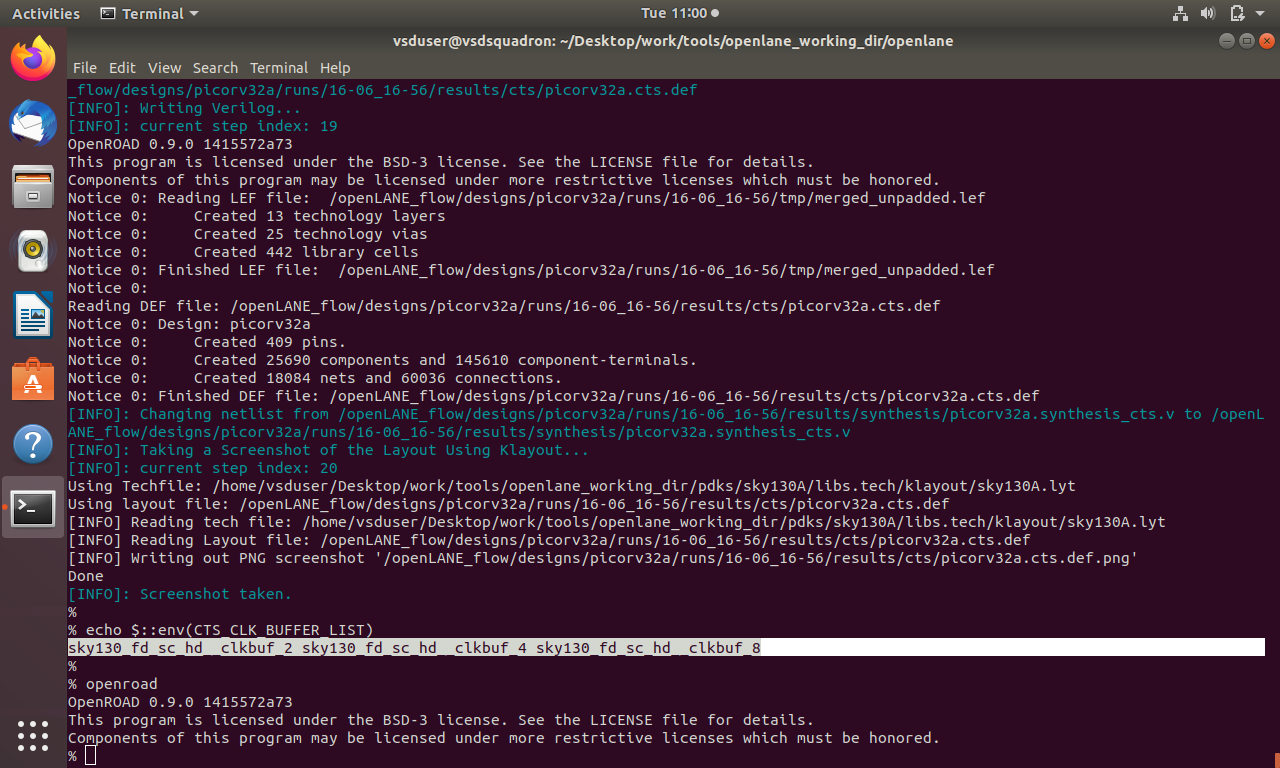 Activities Terminal Tue 11:00
vsduser@vsdsquadron: ~/Desktop/work/tools/openlane_working_dir/openlane
File Edit View Search Terminal Help
_flow/designs/picorv32a/runs/16-06_16-56/results/cts/picorv32a.cts.def
[INFO]: Writing Verilog...
[INFO]: current step index: 19
OpenROAD 0.9.0 1415572a73
This program is licensed under the BSD-3 license. See the LICENSE file for details.
Components of this program may be licensed under more restrictive licenses which must be honored.
Notice 0: Reading LEF file:  /openLANE_flow/designs/picorv32a/runs/16-06_16-56/tmp/merged_unpadded.lef
Notice 0:     Created 13 technology layers
Notice 0:     Created 25 technology vias
Notice 0:     Created 442 library cells
Notice 0: Finished LEF file:  /openLANE_flow/designs/picorv32a/runs/16-06_16-56/tmp/merged_unpadded.lef
Notice 0:
Reading DEF file: /openLANE_flow/designs/picorv32a/runs/16-06_16-56/results/cts/picorv32a.cts.def
Notice 0: Design: picorv32a
Notice 0:     Created 409 pins.
Notice 0:     Created 25690 components and 145610 component-terminals.
Notice 0:     Created 18084 nets and 60036 connections.
Notice 0: Finished DEF file: /openLANE_flow/designs/picorv32a/runs/16-06_16-56/results/cts/picorv32a.cts.def
[INFO]: Changing netlist from /openLANE_flow/designs/picorv32a/runs/16-06_16-56/results/synthesis/picorv32a.synthesis_cts.v to /openL
ANE_flow/designs/picorv32a/runs/16-06_16-56/results/synthesis/picorv32a.synthesis_cts.v
[INFO]: Taking a Screenshot of the Layout Using Klayout...
[INFO]: current step index: 20
Using Techfile: /home/vsduser/Desktop/work/tools/openlane_working_dir/pdks/sky130A/libs.tech/klayout/sky130A.lyt
Using layout file: /openLANE_flow/designs/picorv32a/runs/16-06_16-56/results/cts/picorv32a.cts.def
[INFO] Reading tech file: /home/vsduser/Desktop/work/tools/openlane_working_dir/pdks/sky130A/libs.tech/klayout/sky130A.lyt
[INFO] Reading Layout file: /openLANE_flow/designs/picorv32a/runs/16-06_16-56/results/cts/picorv32a.cts.def
[INFO] Writing out PNG screenshot '/openLANE_flow/designs/picorv32a/runs/16-06_16-56/results/cts/picorv32a.cts.def.png'
Done
[INFO]: Screenshot taken.
%
% echo $::env(CTS_CLK_BUFFER_LIST)
sky130_fd_sc_hd__clkbuf_2 sky130_fd_sc_hd__clkbuf_4 sky130_fd_sc_hd__clkbuf_8
%
% openroad
OpenROAD 0.9.0 1415572a73
This program is licensed under the BSD-3 license. See the LICENSE file for details.
Components of this program may be licensed under more restrictive licenses which must be honored.
%